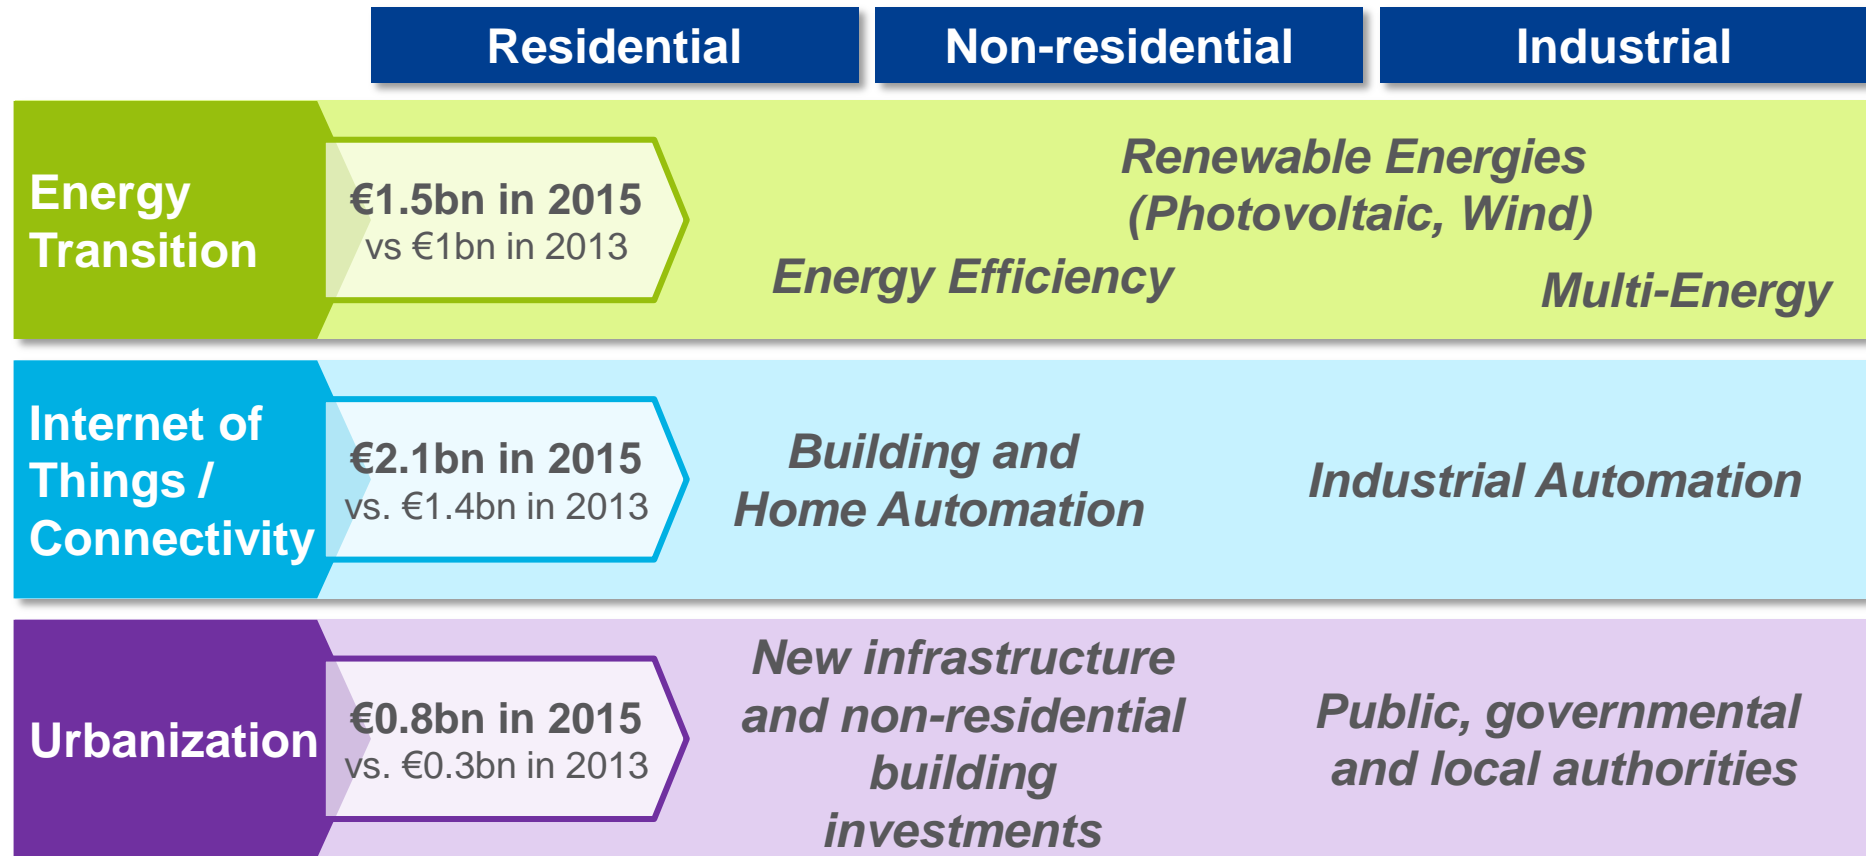 Residential
Non-residential
Industrial
Energy
Transition
€1.5bn in 2015
vs €1bn in 2013
Renewable Energies
(Photovoltaic, Wind)
Energy Efficiency
Multi-Energy
Internet of
Things /
Connectivity
€2.1bn in 2015
vs. €1.4bn in 2013
Building and
Home Automation
Industrial Automation
Urbanization
€0.8bn in 2015
vs. €0.3bn in 2013
New infrastructure
and non-residential
building
investments
Public, governmental
and local authorities